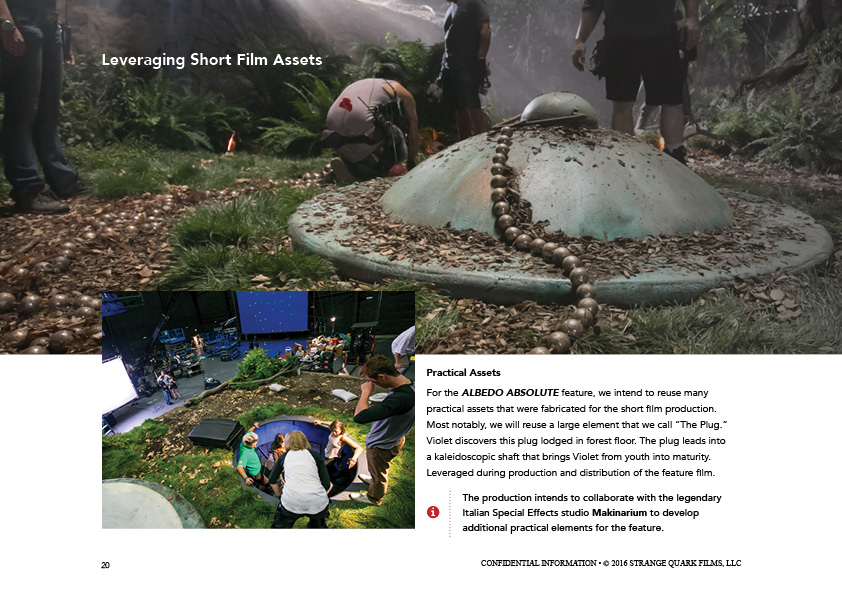 Leveraging Short Film Assets
Practical Assets
For the ALBEDO ABSOLUTE feature, we intend to reuse many
practical assets that were fabricated for the short film production.
Most notably, we will reuse a large element that we call “The Plug.”
Violet discovers this plug lodged in forest floor. The plug leads into
a kaleidoscopic shaft that brings Violet from youth into maturity.
Leveraged during production and distribution of the feature film.
The production intends to collaborate with the legendary
Italian Special Effects studio Makinarium to develop
additional practical elements for the feature.
20
CONFIDENTIAL INFORMATION • © 2016 STRANGE QUARK FILMS, LLC